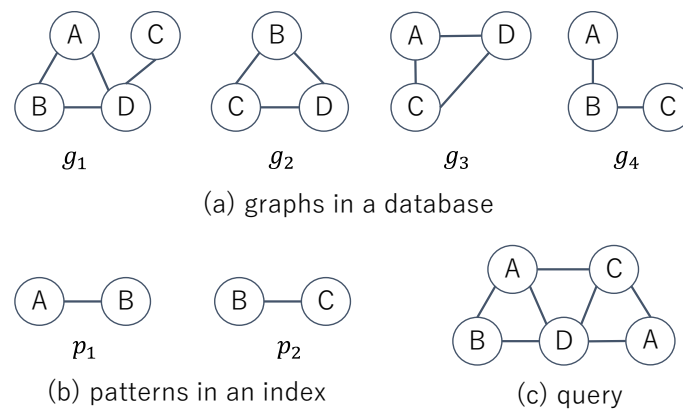 A C B A D A
B D C D C B C
g₁ g₂ g₃ g₄
(a) graphs in a database
A B B C
p₁ p₂
(b) patterns in an index
A C
B D A
(c) query